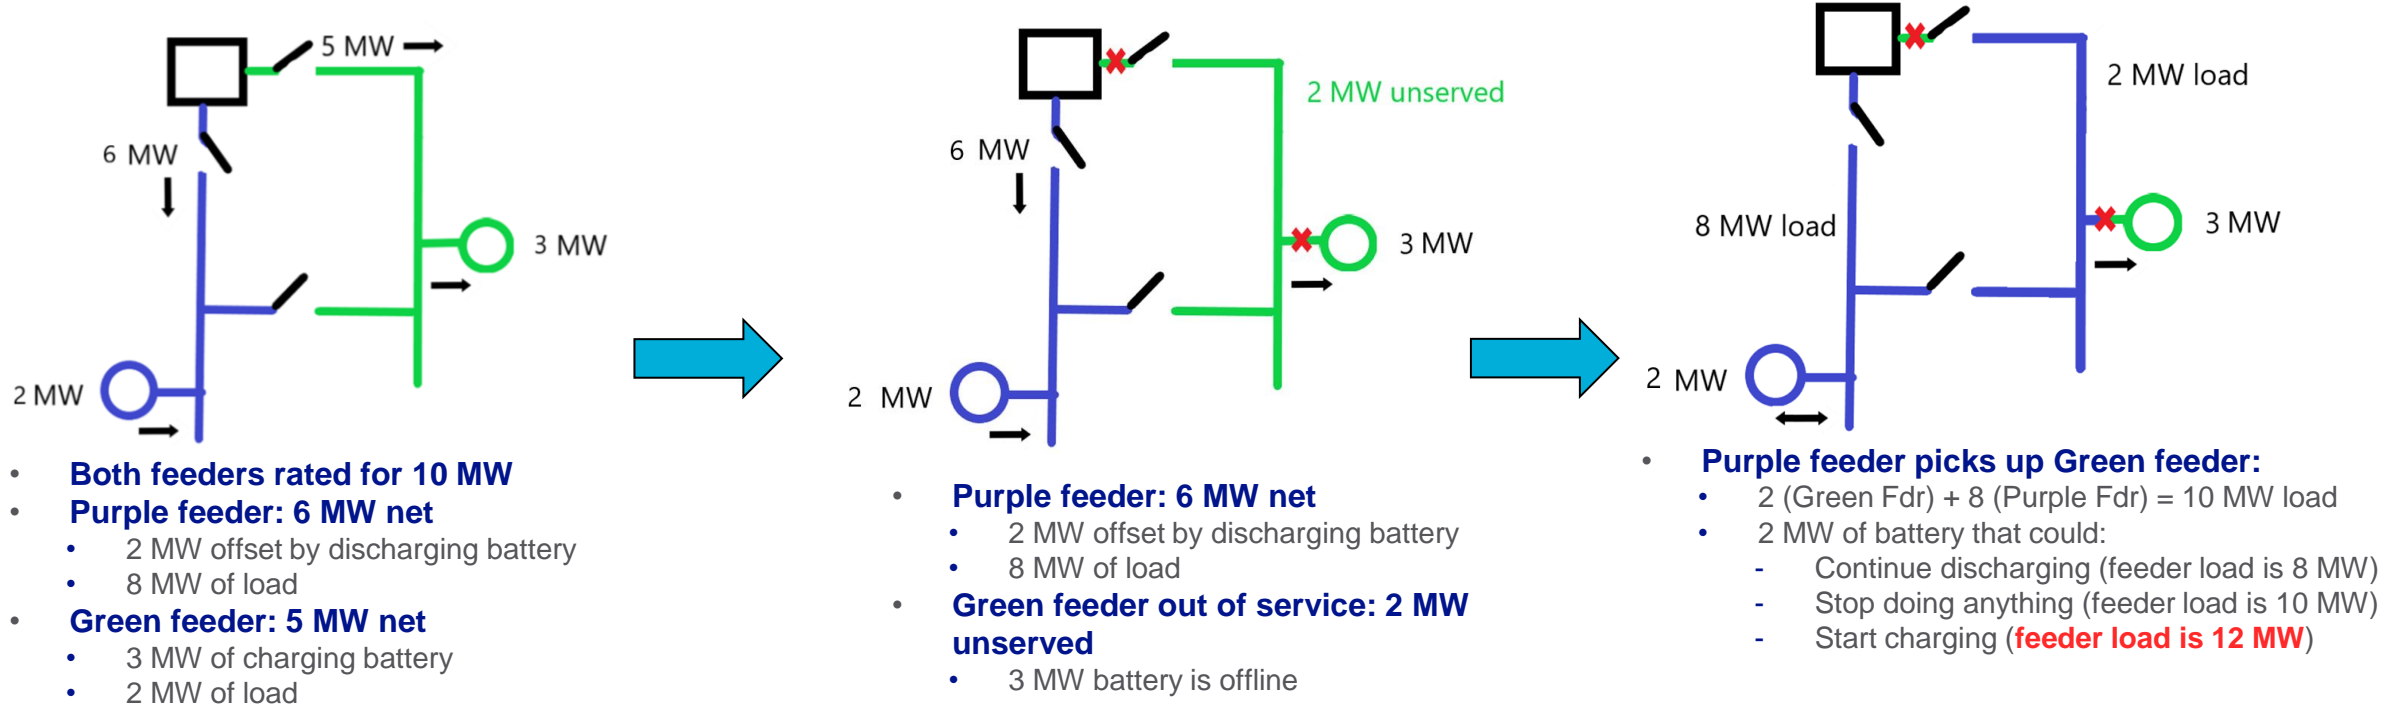 5 MW
6 MW
3 MW
2 MW
• Both feeders rated for 10 MW
• Purple feeder: 6 MW net
• 2 MW offset by discharging battery
• 8 MW of load
• Green feeder: 5 MW net
• 3 MW of charging battery
• 2 MW of load
2 MW unserved
6 MW
3 MW
2 MW
• Purple feeder: 6 MW net
• 2 MW offset by discharging battery
• 8 MW of load
• Green feeder out of service: 2 MW
unserved
• 3 MW battery is offline
2 MW load
8 MW load
3 MW
2 MW
• Purple feeder picks up Green feeder:
• 2 (Green Fdr) + 8 (Purple Fdr) = 10 MW load
• 2 MW of battery that could:
- Continue discharging (feeder load is 8 MW)
- Stop doing anything (feeder load is 10 MW)
- Start charging (feeder load is 12 MW)